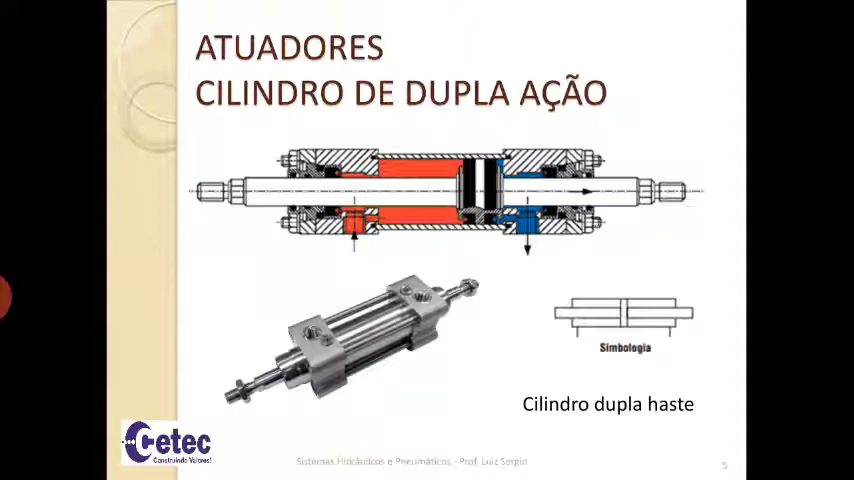 ATUADORES
CILINDRO DE DUPLA AÇÃO
Simbologia
Cilindro dupla haste
Cetec
Construindo Valores!
Sistemas Hidráulicos e Pneumáticos - Prof. Luiz Sergio
5